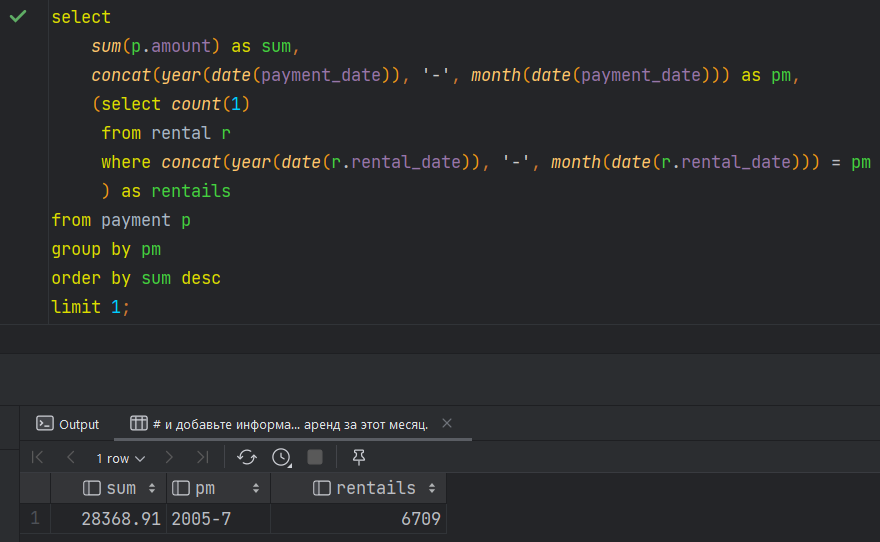 select
sum(p.amount) as sum,
concat(year(date(payment_date)), '-', month(date(payment_date))) as pm,
(select count(1)
from rental r
where concat(year(date(r.rental_date)), '-', month(date(r.rental_date))) = pm
) as rentails
from payment p
group by pm
order by sum desc
limit 1;
Output
# и добавьте информа... аренд за этот месяц.
1 row
sum pm rentails
1 28368.91 2005-7 6709